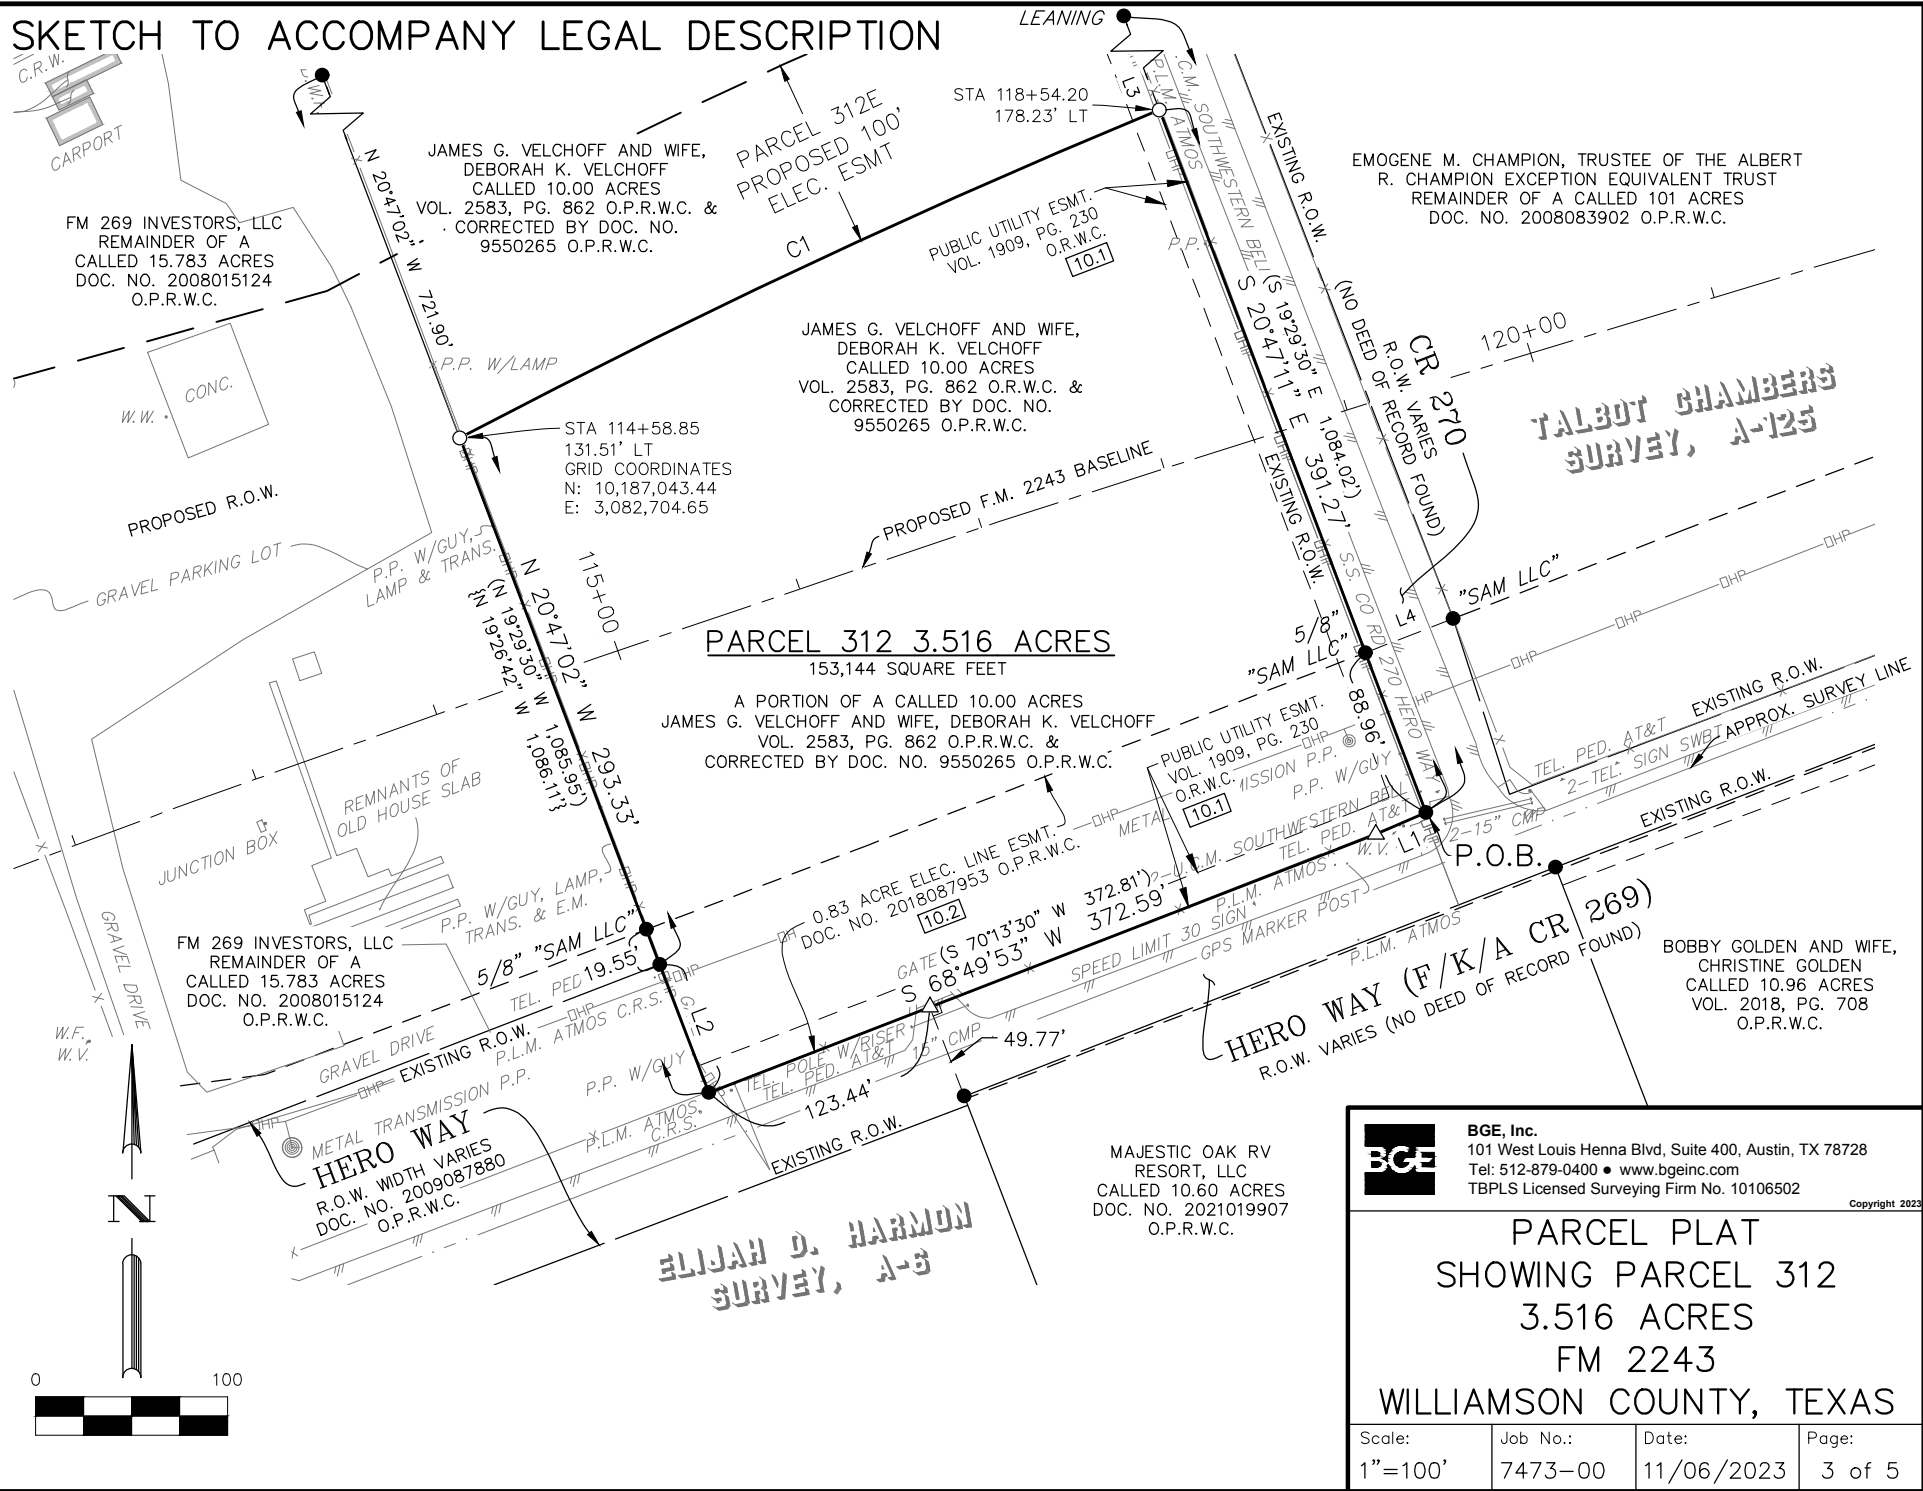 SKETCH TO ACCOMPANY LEGAL DESCRIPTION
LEANING
C.R.W.
CARPORT
JAMES G. VELCHOFF AND WIFE,
DEBORAH K. VELCHOFF
CALLED 10.00 ACRES
VOL. 2583, PG. 862 O.P.R.W.C. &
CORRECTED BY DOC. NO.
9550265 O.P.R.W.C.
PARCEL 312E
PROPOSED 100'
ELEC. ESMT
STA 118+54.20
178.23' LT
L3
P.L.M. ATMOS
C.M. SOUTHWESTERN BELL
EXISTING R.O.W.
EMOGENE M. CHAMPION, TRUSTEE OF THE ALBERT
R. CHAMPION EXCEPTION EQUIVALENT TRUST
REMAINDER OF A CALLED 101 ACRES
DOC. NO. 2008083902 O.P.R.W.C.
FM 269 INVESTORS, LLC
REMAINDER OF A
CALLED 15.783 ACRES
DOC. NO. 2008015124
O.P.R.W.C.
N 20°47'02" W 721.90'
C1
PUBLIC UTILITY ESMT.
VOL. 1909, PG. 230
O.R.W.C.
10.1
P.P.
P.P. W/LAMP
CONC.
W.W.
JAMES G. VELCHOFF AND WIFE,
DEBORAH K. VELCHOFF
CALLED 10.00 ACRES
VOL. 2583, PG. 862 O.R.W.C. &
CORRECTED BY DOC. NO.
9550265 O.P.R.W.C.
(S 19°29'30" E 1,084.02')
S 20°47'11" E 391.27'
EXISTING R.O.W.
CR 270
R.O.W. VARIES
(NO DEED OF RECORD FOUND)
120+00
TALBOT CHAMBERS
SURVEY, A-125
STA 114+58.85
131.51' LT
GRID COORDINATES
N: 10,187,043.44
E: 3,082,704.65
PROPOSED R.O.W.
GRAVEL PARKING LOT
P.P. W/GUY,
LAMP & TRANS.
PROPOSED F.M. 2243 BASELINE
115+00
N 20°47'02" W 293.33'
(N 19°29'30" W 1,085.95')
{N 19°26'42" W 1,086.11'}
PARCEL 312 3.516 ACRES
153,144 SQUARE FEET
A PORTION OF A CALLED 10.00 ACRES
JAMES G. VELCHOFF AND WIFE, DEBORAH K. VELCHOFF
VOL. 2583, PG. 862 O.P.R.W.C. &
CORRECTED BY DOC. NO. 9550265 O.P.R.W.C.
5/8"
"SAM LLC"
L4
"SAM LLC"
S.S. CO RD 270 HERO WAY
88.96'
OHP
OHP
OHP
OHP
EXISTING R.O.W.
APPROX. SURVEY LINE
TEL. PED. AT&T
2-TEL. SIGN SWBT
EXISTING R.O.W.
PUBLIC UTILITY ESMT.
VOL. 1909, PG. 230
O.R.W.C.
10.1
P.P. W/GUY
METAL
C.M. SOUTHWESTERN BELL
TEL. PED. AT&T
W.V.
L1
2-15" CMP
P.O.B.
REMNANTS OF
OLD HOUSE SLAB
JUNCTION BOX
P.P. W/GUY, LAMP,
TRANS. & E.M.
0.83 ACRE ELEC. LINE ESMT.
DOC. NO. 2018087953 O.P.R.W.C.
10.2
P.L.M. ATMOS
(S 70°13'30" W 372.81')
S 68°49'53" W 372.59'
GATE
P.L.M. ATMOS
SPEED LIMIT 30 SIGN
GPS MARKER POST
P.L.M. ATMOS
HERO WAY (F/K/A CR 269)
R.O.W. VARIES (NO DEED OF RECORD FOUND)
BOBBY GOLDEN AND WIFE,
CHRISTINE GOLDEN
CALLED 10.96 ACRES
VOL. 2018, PG. 708
O.P.R.W.C.
GRAVEL DRIVE
FM 269 INVESTORS, LLC
REMAINDER OF A
CALLED 15.783 ACRES
DOC. NO. 2008015124
O.P.R.W.C.
5/8" "SAM LLC"
TEL. PED
19.55'
L2
W.F.
W.V.
GRAVEL DRIVE
EXISTING R.O.W.
P.L.M. ATMOS C.R.S.
METAL TRANSMISSION P.P.
P.P. W/GUY
TEL. POLE W/RISER
TEL. PED. AT&T
15" CMP
49.77'
123.44'
P.L.M. ATMOS
C.R.S.
EXISTING R.O.W.
HERO WAY
R.O.W. WIDTH VARIES
DOC. NO. 2009087880
O.P.R.W.C.
MAJESTIC OAK RV
RESORT, LLC
CALLED 10.60 ACRES
DOC. NO. 2021019907
O.P.R.W.C.
N
ELIJAH D. HARMON
SURVEY, A-6
0 100
BGE
BGE, Inc.
101 West Louis Henna Blvd, Suite 400, Austin, TX 78728
Tel: 512-879-0400 ● www.bgeinc.com
TBPLS Licensed Surveying Firm No. 10106502
Copyright 2023
PARCEL PLAT
SHOWING PARCEL 312
3.516 ACRES
FM 2243
WILLIAMSON COUNTY, TEXAS
Scale: Job No.: Date: Page:
1"=100' 7473-00 11/06/2023 3 of 5